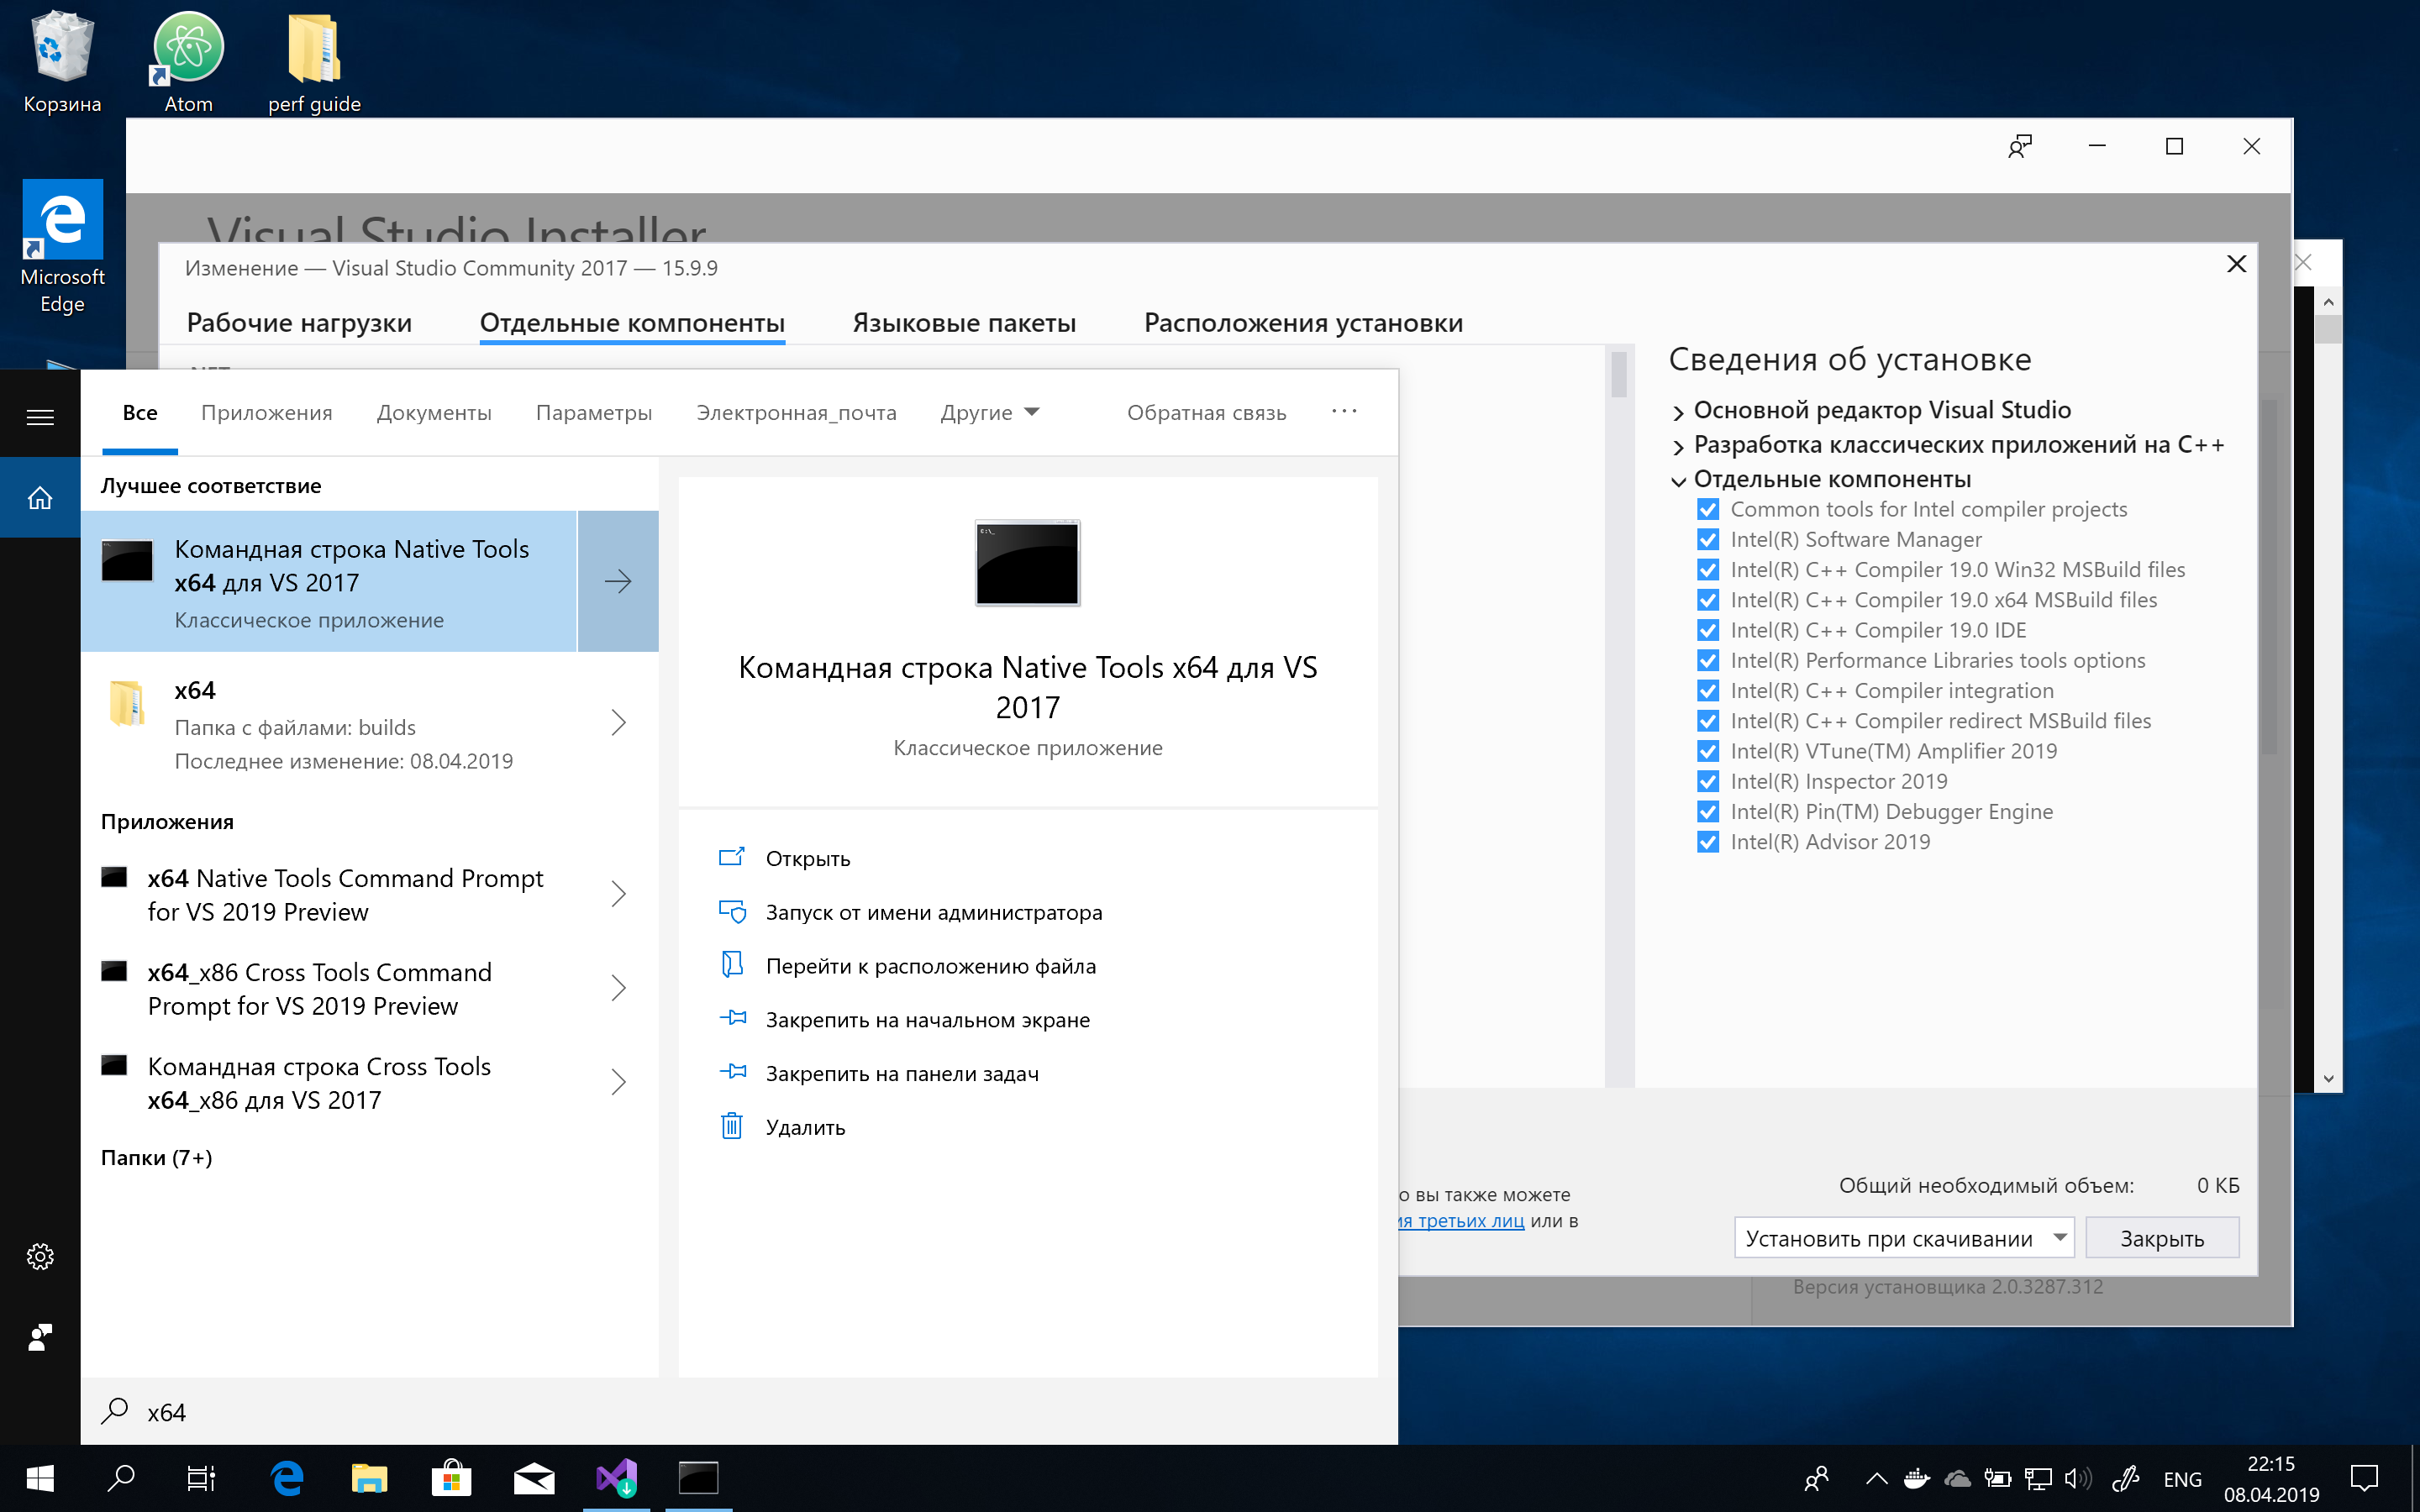 Корзина
Atom
perf guide
Microsoft
Edge
Visual Studio Installer
Изменение — Visual Studio Community 2017 — 15.9.9
Рабочие нагрузки
Отдельные компоненты
Языковые пакеты
Расположения установки
.NET
Сведения об установке
Основной редактор Visual Studio
Разработка классических приложений на C++
Отдельные компоненты
Common tools for Intel compiler projects
Intel(R) Software Manager
Intel(R) C++ Compiler 19.0 Win32 MSBuild files
Intel(R) C++ Compiler 19.0 x64 MSBuild files
Intel(R) C++ Compiler 19.0 IDE
Intel(R) Performance Libraries tools options
Intel(R) C++ Compiler integration
Intel(R) C++ Compiler redirect MSBuild files
Intel(R) VTune(TM) Amplifier 2019
Intel(R) Inspector 2019
Intel(R) Pin(TM) Debugger Engine
Intel(R) Advisor 2019
о вы также можете
ия третьих лиц или в
Общий необходимый объем: 0 КБ
Установить при скачивании
Закрыть
Версия установщика 2.0.3287.312
Все
Приложения
Документы
Параметры
Электронная_почта
Другие
Обратная связь
Лучшее соответствие
Командная строка Native Tools
x64 для VS 2017
Классическое приложение
x64
Папка с файлами: builds
Последнее изменение: 08.04.2019
Приложения
x64 Native Tools Command Prompt
for VS 2019 Preview
x64_x86 Cross Tools Command
Prompt for VS 2019 Preview
Командная строка Cross Tools
x64_x86 для VS 2017
Папки (7+)
Командная строка Native Tools x64 для VS
2017
Классическое приложение
Открыть
Запуск от имени администратора
Перейти к расположению файла
Закрепить на начальном экране
Закрепить на панели задач
Удалить
x64
ENG
22:15
08.04.2019